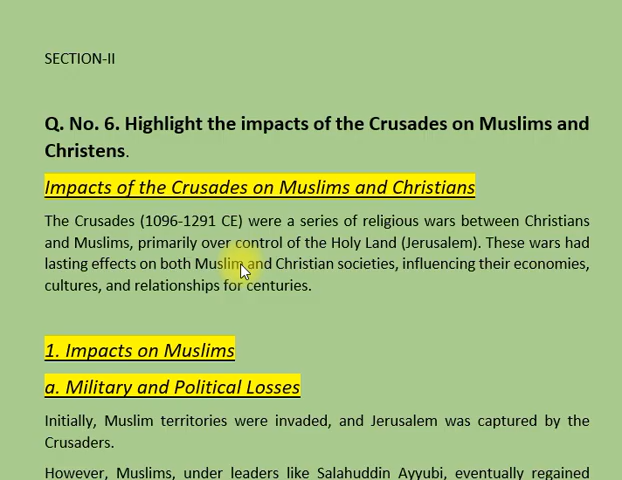 SECTION-II
Q. No. 6. Highlight the impacts of the Crusades on Muslims and
Christens.
Impacts of the Crusades on Muslims and Christians
The Crusades (1096-1291 CE) were a series of religious wars between Christians
and Muslims, primarily over control of the Holy Land (Jerusalem). These wars had
lasting effects on both Muslim and Christian societies, influencing their economies,
cultures, and relationships for centuries.
1. Impacts on Muslims
a. Military and Political Losses
Initially, Muslim territories were invaded, and Jerusalem was captured by the
Crusaders.
However, Muslims, under leaders like Salahuddin Ayyubi, eventually regained